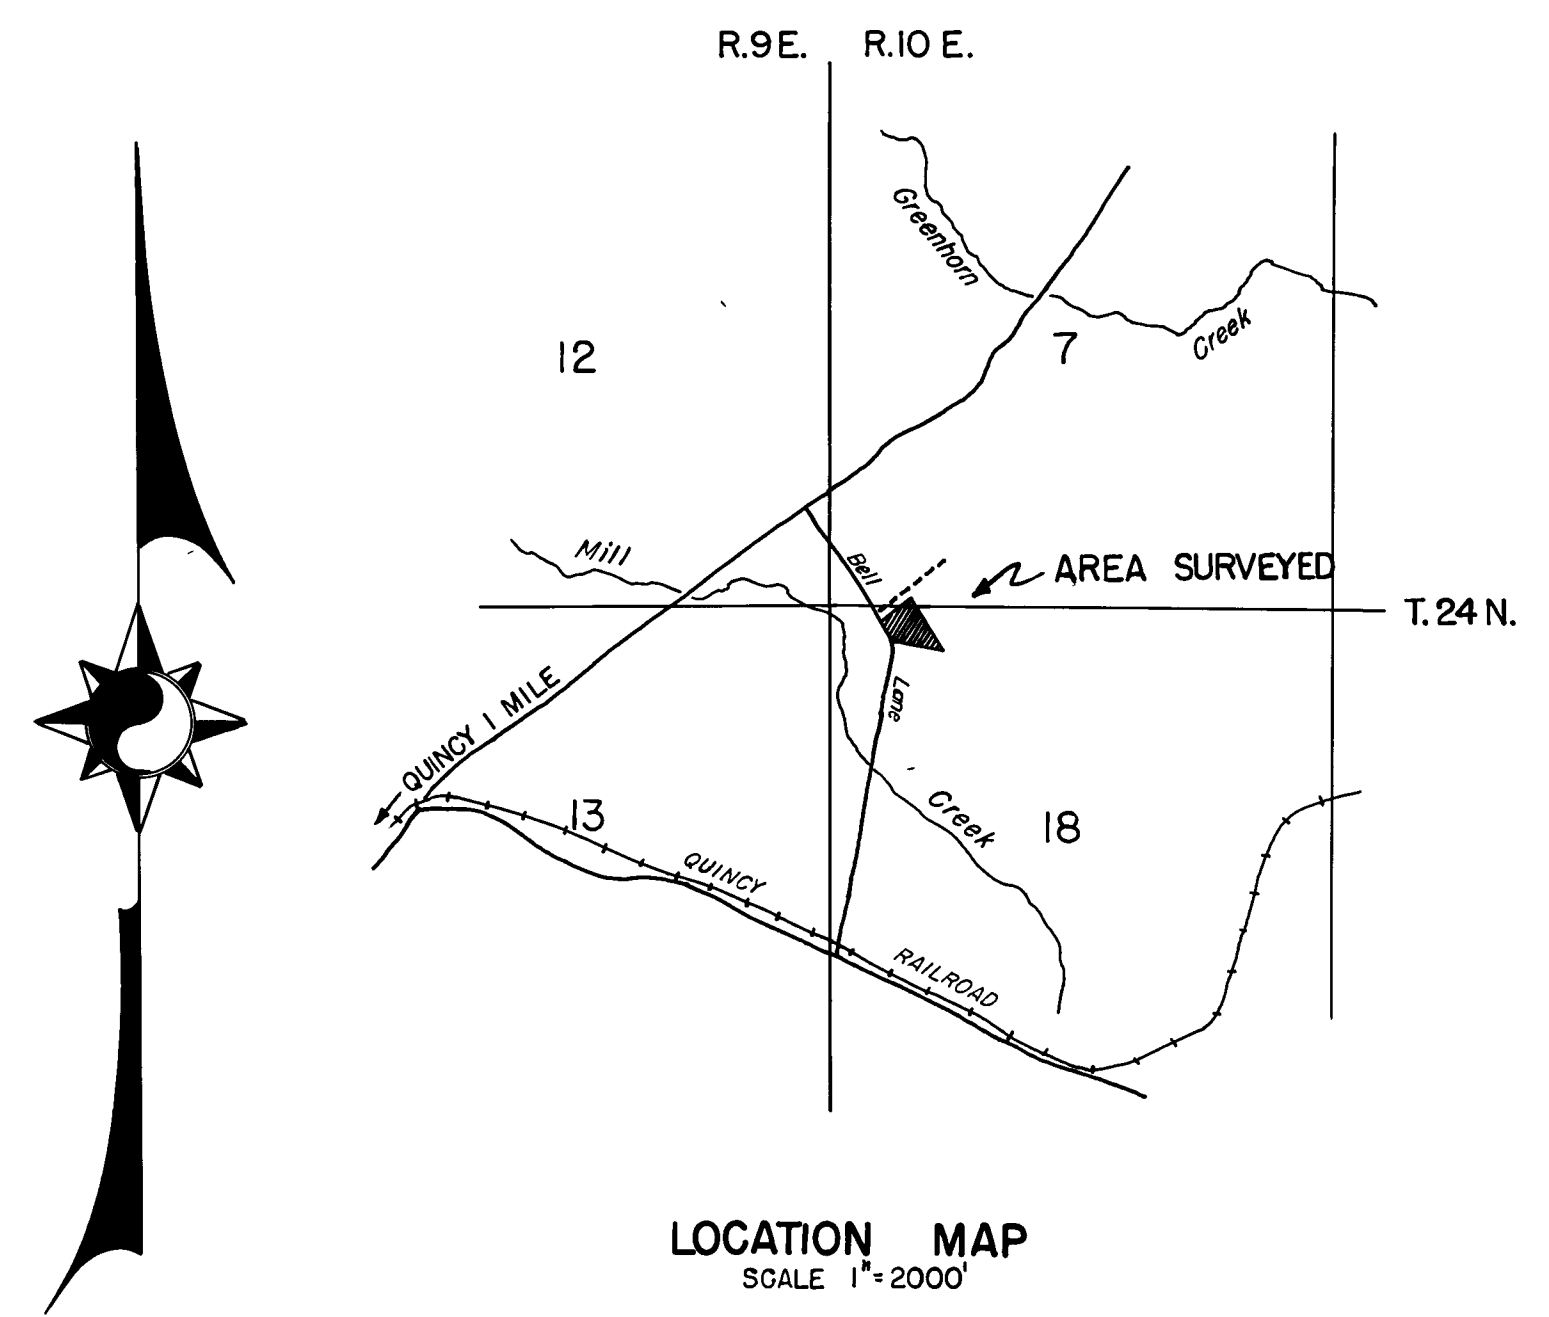 R.9E. R.10 E.
Greenhorn
Creek
12
7
Mill
Bell
AREA SURVEYED
T.24 N.
QUINCY 1 MILE
Lane
13
Creek
18
QUINCY
RAILROAD
LOCATION MAP
SCALE 1"=2000'